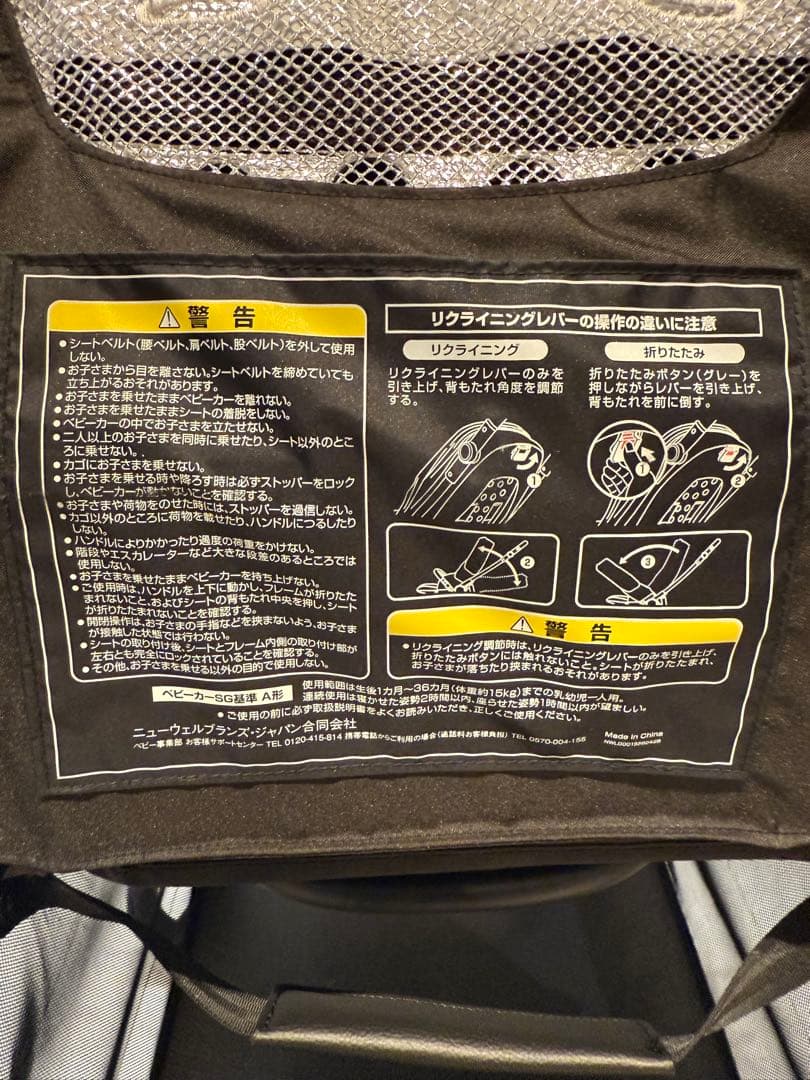 警告
●シートベルト(腰ベルト、肩ベルト、股ベルト)を外して使用
しない。
●お子さまから目を離さない。シートベルトを締めていても
立ち上がるおそれがあります。
●お子さまを乗せたままベビーカーを離れない。
●お子さまを乗せたままシートの着脱をしない。
●ベビーカーの中でお子さまを立たせない。
●二人以上のお子さまを同時に乗せたり、シート以外のとこ
ろに乗せない。
●カゴにお子さまを乗せない。
●お子さまを乗せる時や降ろす時は必ずストッパーをロック
し、ベビーカーが動かないことを確認する。
●お子さまや荷物をのせた時には、ストッパーを過信しない。
●カゴ以外のところに荷物を載せたり、ハンドルにつるしたり
しない。
●ハンドルによりかかったり過度の荷重をかけない。
●階段やエスカレーターなど大きな段差のあるところでは
使用しない。
●お子さまを乗せたままベビーカーを持ち上げない。
●ご使用時は、ハンドルを上下に動かし、フレームが折りたた
まれないこと、およびシートの背もたれ中央を押し、シート
が折りたたまれないことを確認する。
●開閉操作は、お子さまの手指などを挟まないよう、お子さま
が接触した状態では行わない。
●シートの取り付け後、シートとフレーム内側の取り付け部が
左右とも完全にロックされていることを確認する。
●その他、お子さまを乗せる以外の目的で使用しない。
リクライニングレバーの操作の違いに注意
リクライニング
リクライニングレバーのみを
引き上げ、背もたれ角度を調節
する。
1
2
折りたたみ
折りたたみボタン(グレー)を
押しながらレバーを引き上げ、
背もたれを前に倒す。
1
2
3
警告
●リクライニング調節時は、リクライニングレバーのみを引き上げ、
折りたたみボタンには触れないこと。シートが折りたたまれ、
お子さまが落ちたり挟まれるおそれがあります。
ベビーカーSG基準 A形
使用範囲は生後1カ月〜36カ月(体重約15kg)までの乳幼児一人用。
連続使用は寝かせた姿勢2時間以内、座らせた姿勢1時間以内が望ましい。
●ご使用の前に必ず取扱説明書をよくお読みいただき、正しくご使用ください。
ニューウェルブランズ・ジャパン合同会社
ベビー事業部 お客様サポートセンター TEL 0120-415-814 携帯電話からご利用の場合(通話料お客様負担) TEL 0570-004-155
Made in China